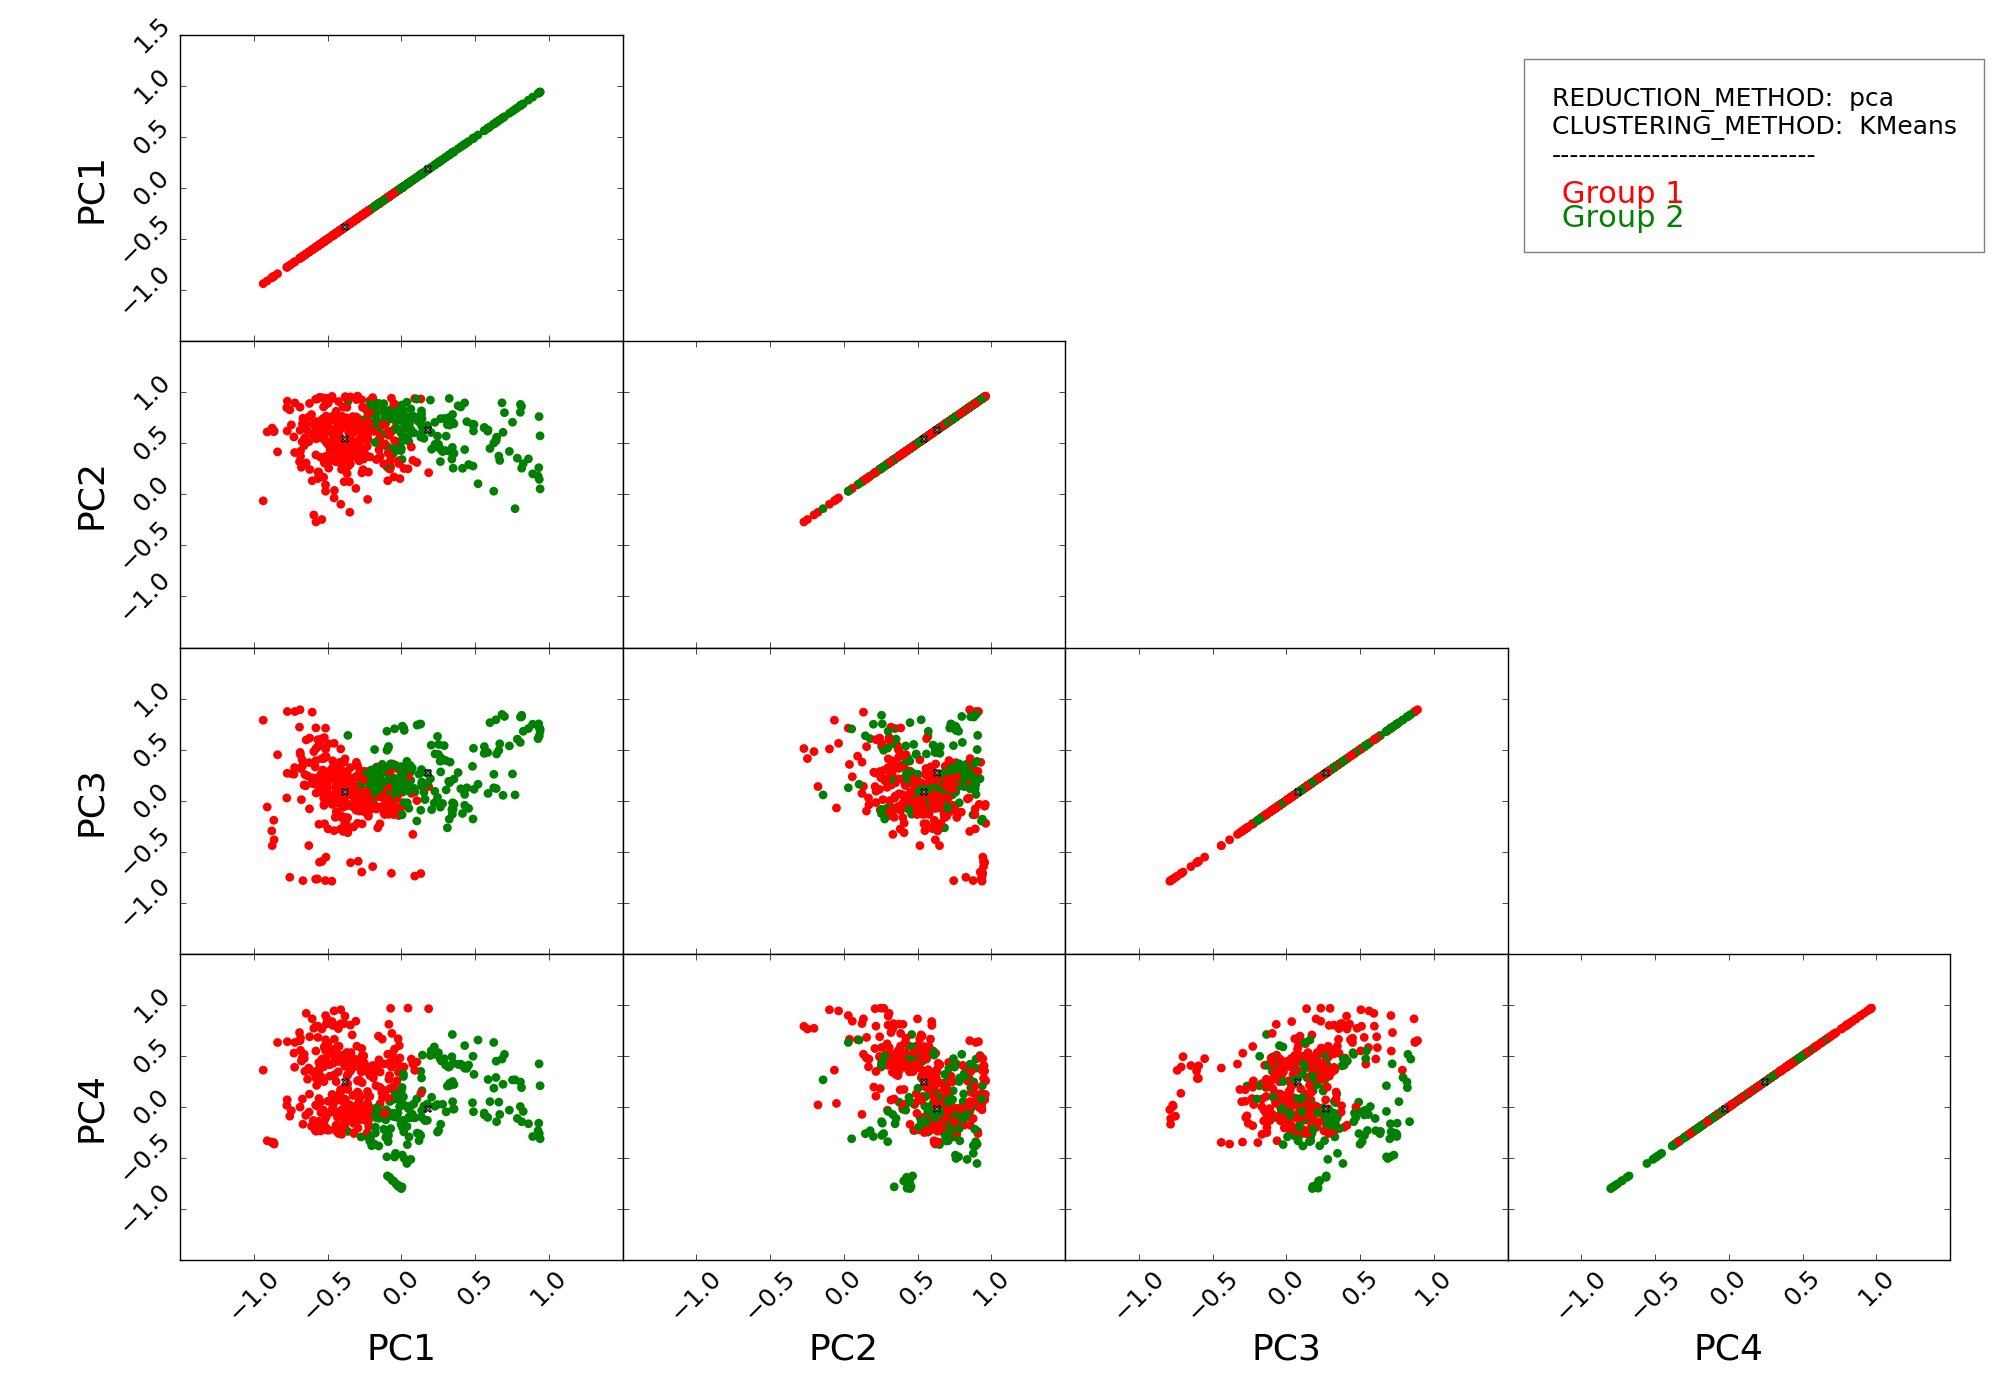 1.5
1.0
0.5
0.0
−0.5
−1.0
PC1
REDUCTION_METHOD:  pca
CLUSTERING_METHOD:  KMeans
------------------------------
Group 1
Group 2
1.0
0.5
0.0
−0.5
−1.0
PC2
1.0
0.5
0.0
−0.5
−1.0
PC3
1.0
0.5
0.0
−0.5
−1.0
PC4
−1.0 −0.5 0.0 0.5 1.0 −1.0 −0.5 0.0 0.5 1.0 −1.0 −0.5 0.0 0.5 1.0 −1.0 −0.5 0.0 0.5 1.0
PC1 PC2 PC3 PC4